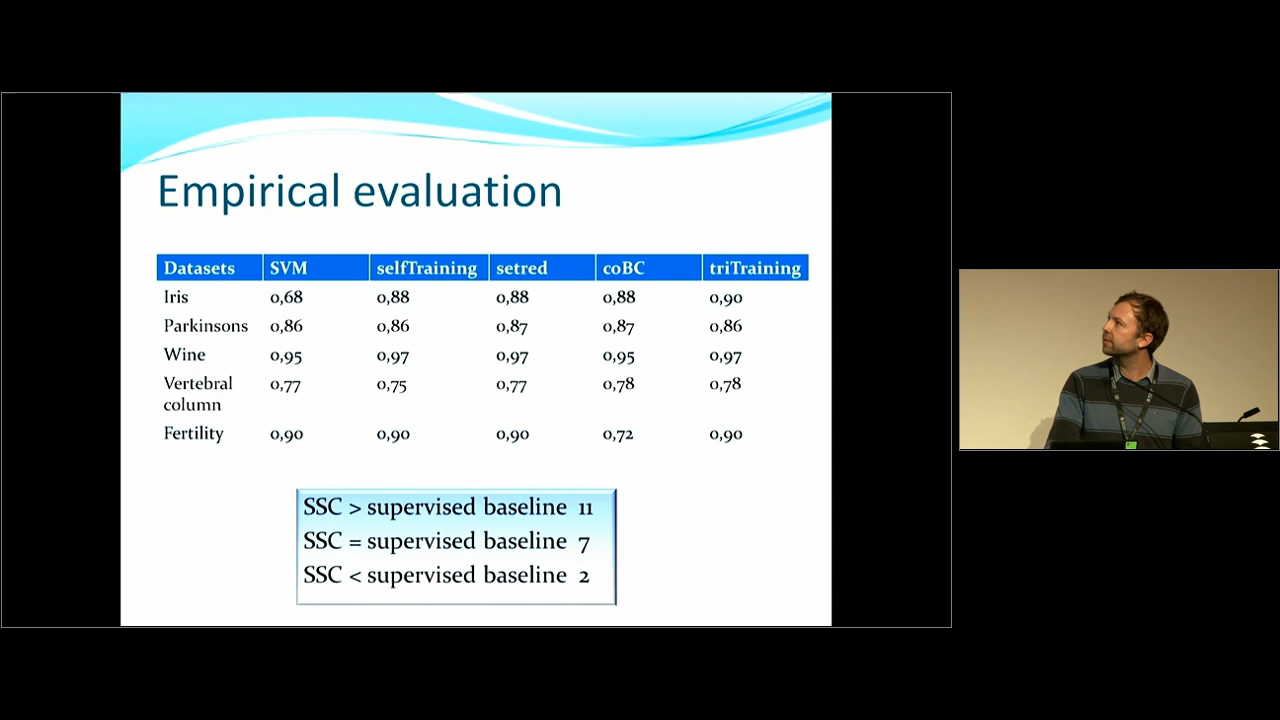 Empirical evaluation
Datasets SVM selfTraining setred coBC triTraining
Iris 0,68 0,88 0,88 0,88 0,90
Parkinsons 0,86 0,86 0,87 0,87 0,86
Wine 0,95 0,97 0,97 0,95 0,97
Vertebral column 0,77 0,75 0,77 0,78 0,78
Fertility 0,90 0,90 0,90 0,72 0,90
SSC > supervised baseline 11
SSC = supervised baseline 7
SSC < supervised baseline 2